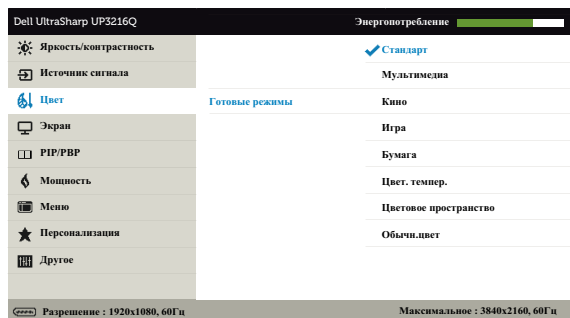 Dell UltraSharp UP3216Q Энергопотребление
Яркость/контрастность Стандарт
Источник сигнала Мультимедиа
Цвет Готовые режимы Кино
Экран Игра
PIP/PBP Бумага
Мощность Цвет. темпер.
Меню Цветовое пространство
Персонализация Обычн.цвет
Другое
Разрешение : 1920x1080, 60Гц Максимальное : 3840x2160, 60Гц